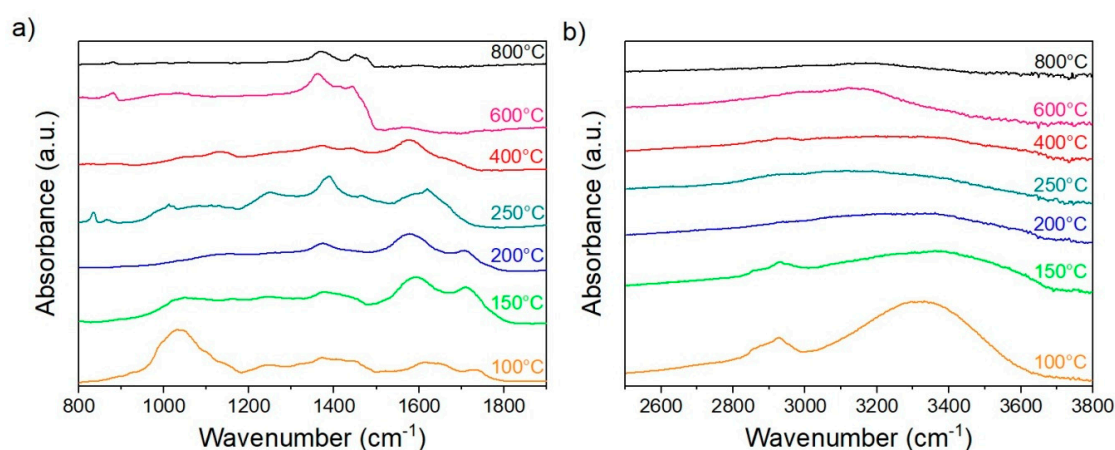 a)
800°C
600°C
400°C
250°C
200°C
150°C
100°C
Absorbance (a.u.)
800 1000 1200 1400 1600 1800
Wavenumber (cm-1)
b)
800°C
600°C
400°C
250°C
200°C
150°C
100°C
Absorbance (a.u.)
2600 2800 3000 3200 3400 3600 3800
Wavenumber (cm-1)